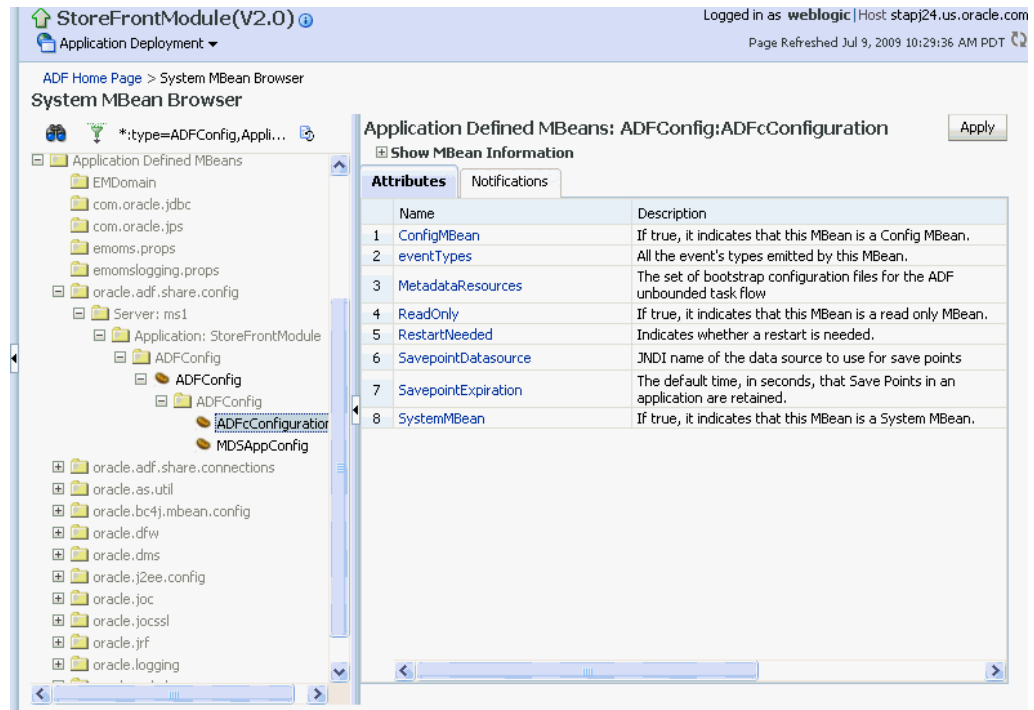 StoreFrontModule(V2.0)
Logged in as weblogic|Host stapj24.us.oracle.com
Application Deployment
Page Refreshed Jul 9, 2009 10:29:36 AM PDT
ADF Home Page > System MBean Browser
System MBean Browser
*:type=ADFConfig,Appli...
Application Defined MBeans
EMDomain
com.oracle.jdbc
com.oracle.jps
emoms.props
emomslogging.props
oracle.adf.share.config
Server: ms1
Application: StoreFrontModule
ADFConfig
ADFConfig
ADFConfig
ADFcConfiguration
MDSAppConfig
oracle.adf.share.connections
oracle.as.util
oracle.bc4j.mbean.config
oracle.dfw
oracle.dms
oracle.j2ee.config
oracle.joc
oracle.jocssl
oracle.jrf
oracle.logging
Application Defined MBeans: ADFConfig:ADFcConfiguration
Apply
Show MBean Information
Attributes Notifications
Name Description
1 ConfigMBean If true, it indicates that this MBean is a Config MBean.
2 eventTypes All the event's types emitted by this MBean.
3 MetadataResources The set of bootstrap configuration files for the ADF
unbounded task flow
4 ReadOnly If true, it indicates that this MBean is a read only MBean.
5 RestartNeeded Indicates whether a restart is needed.
6 SavepointDatasource JNDI name of the data source to use for save points
7 SavepointExpiration The default time, in seconds, that Save Points in an
application are retained.
8 SystemMBean If true, it indicates that this MBean is a System MBean.